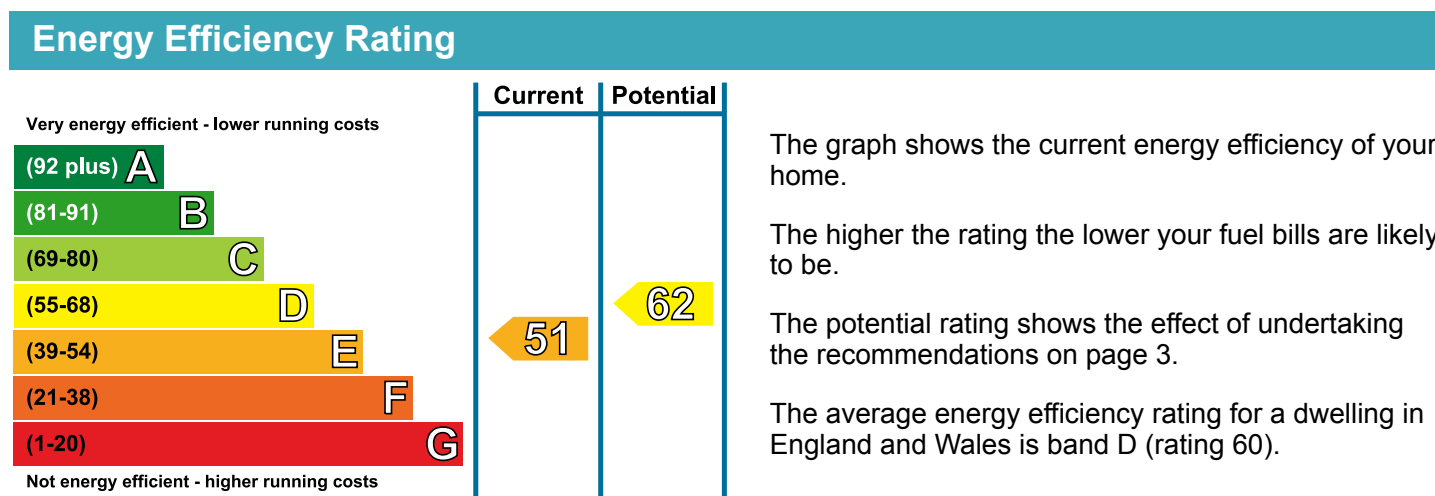 Energy Efficiency Rating
Current Potential
Very energy efficient - lower running costs
(92 plus) A
(81-91) B
(69-80) C
(55-68) D
(39-54) E
(21-38) F
(1-20) G
Not energy efficient - higher running costs
51
62
The graph shows the current energy efficiency of your
home.
The higher the rating the lower your fuel bills are likely
to be.
The potential rating shows the effect of undertaking
the recommendations on page 3.
The average energy efficiency rating for a dwelling in
England and Wales is band D (rating 60).